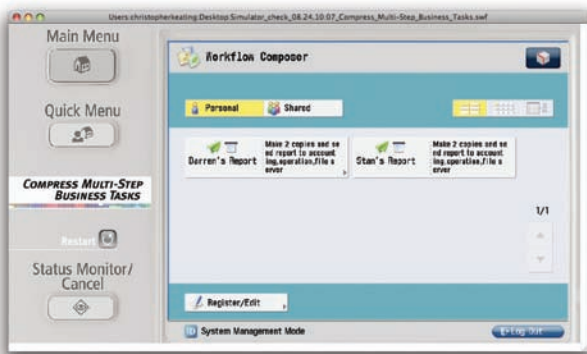 Users:christopherkeating:Desktop:Simulator_check_08.24.10:07_Compress_Multi-Step_Business_Tasks.swf
Main Menu
Workflow Composer
Quick Menu
Personal
Shared
Darren's Report
Make 2 copies and se
nd report to account
ing,operation,file s
erver
Stan's Report
Make 2 copies and se
nd report to account
ing,operation,file s
erver
COMPRESS MULTI-STEP
BUSINESS TASKS
1/1
Restart
Status Monitor/
Cancel
Register/Edit
System Management Mode
Log Out